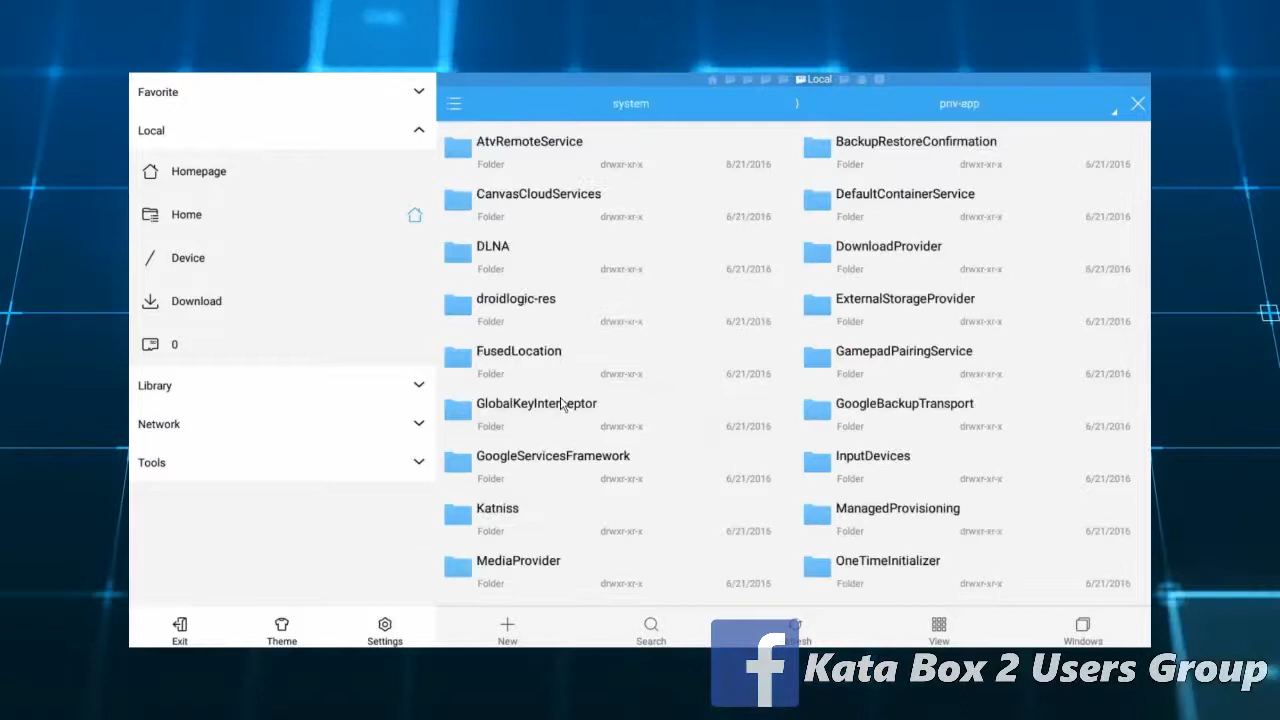 Favorite
Local
Homepage
Home
Device
Download
0
Library
Network
Tools
Exit
Theme
Settings
Local
system
priv-app
AtvRemoteService
Folder drwxr-xr-x 8/21/2016
BackupRestoreConfirmation
Folder drwxr-xr-x 6/21/2016
CanvasCloudServices
Folder drwxr-xr-x 6/21/2016
DefaultContainerService
Folder drwxr-xr-x 6/21/2016
DLNA
Folder drwxr-xr-x 6/21/2016
DownloadProvider
Folder drwxr-xr-x 8/21/2016
droidlogic-res
Folder drwxr-xr-x 6/21/2016
ExternalStorageProvider
Folder drwxr-xr-x 6/21/2016
FusedLocation
Folder drwxr-xr-x 6/21/2016
GamepadPairingService
Folder drwxr-xr-x 6/21/2016
GlobalKeyInterceptor
Folder drwxr-xr-x 6/21/2016
GoogleBackupTransport
Folder drwxr-xr-x 6/21/2016
GoogleServicesFramework
Folder drwxr-xr-x 6/21/2016
InputDevices
Folder drwxr-xr-x 6/21/2016
Katniss
Folder drwxr-xr-x 6/21/2016
ManagedProvisioning
Folder drwxr-xr-x 6/21/2016
MediaProvider
Folder drwxr-xr-x 6/21/2016
OneTimeInitializer
Folder drwxr-xr-x 6/21/2016
New
Search
View
Windows
f Kata Box 2 Users Group